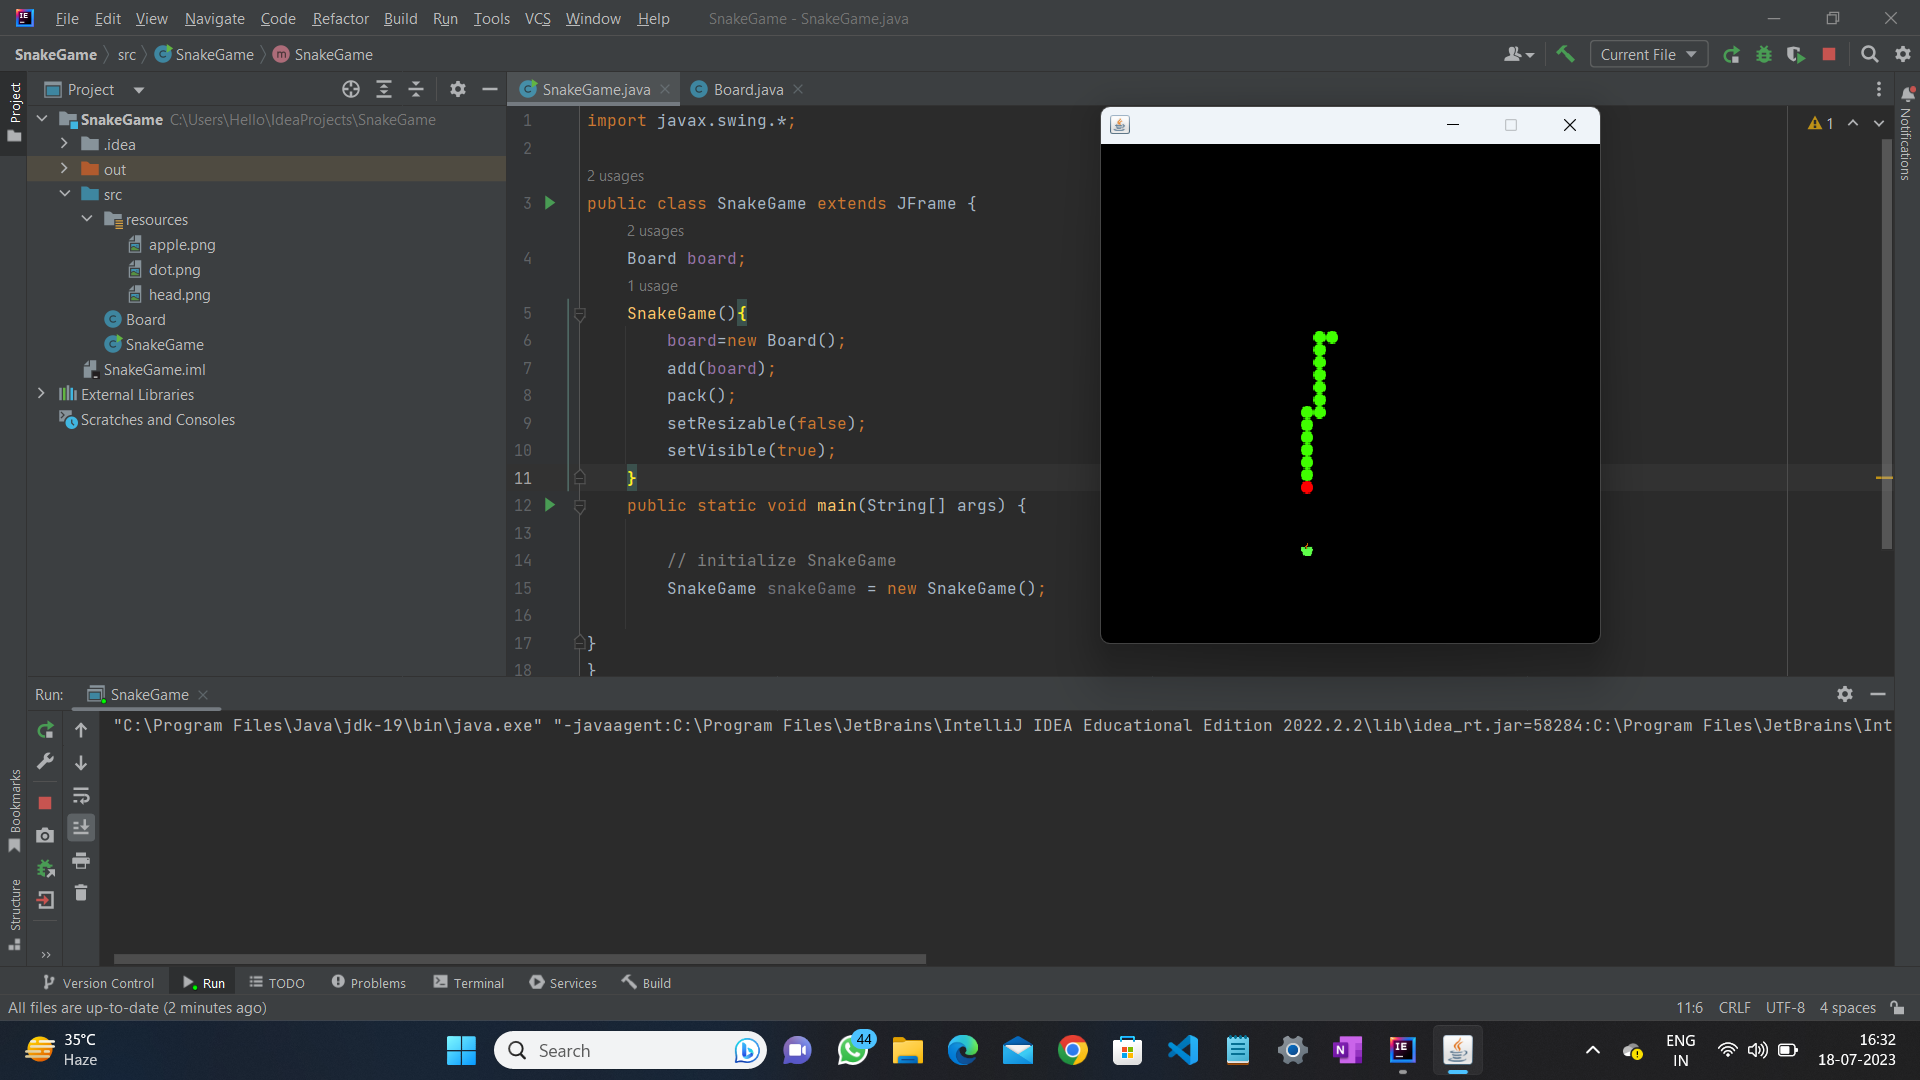 File Edit View Navigate Code Refactor Build Run Tools VCS Window Help SnakeGame - SnakeGame.java
SnakeGame src SnakeGame m SnakeGame Current File
Project
Project
SnakeGame.java Board.java
SnakeGame C:\Users\Hello\IdeaProjects\SnakeGame
.idea
out
src
resources
apple.png
dot.png
head.png
Board
SnakeGame
SnakeGame.iml
External Libraries
Scratches and Consoles
1 import javax.swing.*;
2
2 usages
3 public class SnakeGame extends JFrame {
2 usages
4 Board board;
1 usage
5 SnakeGame(){
6 board=new Board();
7 add(board);
8 pack();
9 setResizable(false);
10 setVisible(true);
11 }
12 public static void main(String[] args) {
13
14 // initialize SnakeGame
15 SnakeGame snakeGame = new SnakeGame();
16
17 }
18 }
1
Notifications
Run: SnakeGame
"C:\Program Files\Java\jdk-19\bin\java.exe" "-javaagent:C:\Program Files\JetBrains\IntelliJ IDEA Educational Edition 2022.2.2\lib\idea_rt.jar=58284:C:\Program Files\JetBrains\Int
Bookmarks
Structure
Version Control Run TODO Problems Terminal Services Build
All files are up-to-date (2 minutes ago) 11:6 CRLF UTF-8 4 spaces
35°C
Haze
Search
44
ENG
IN
16:32
18-07-2023